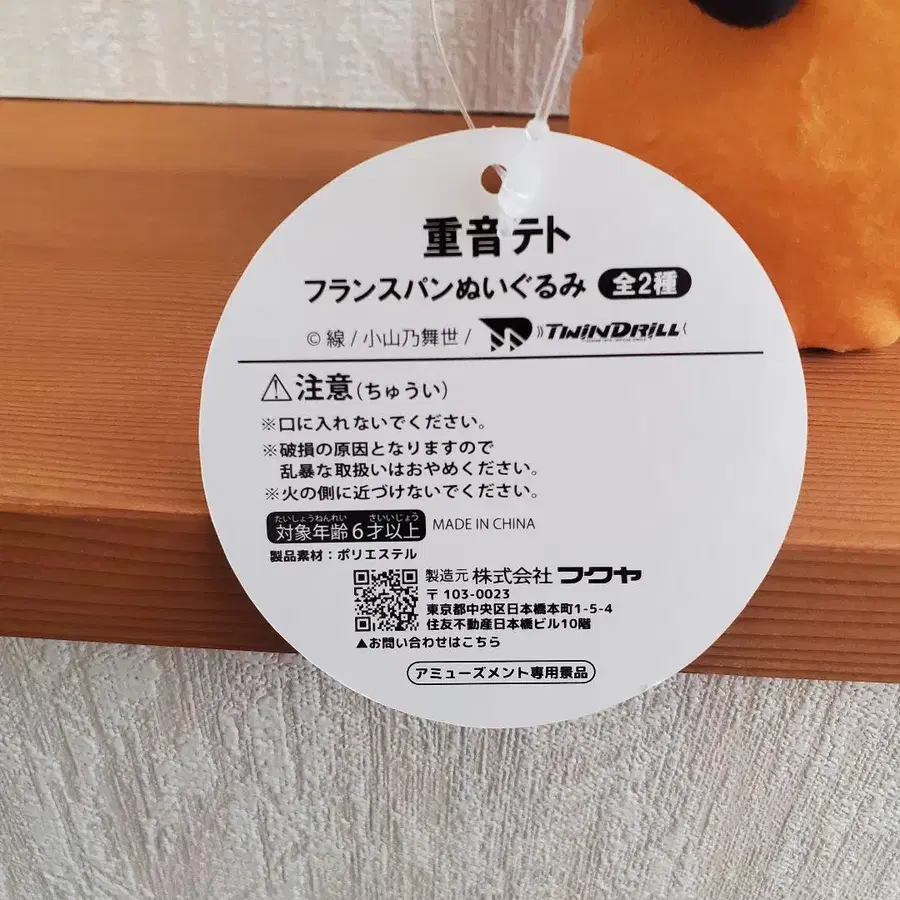 重音テト
フランスパンぬいぐるみ 全2種
© 線 / 小山乃舞世 / TWINDRILL
⚠注意(ちゅうい)
※口に入れないでください。
※破損の原因となりますので
乱暴な取扱いはおやめください。
※火の側に近づけないでください。
たいしょうねんれい さいいじょう
対象年齢6才以上 MADE IN CHINA
製品素材:ポリエステル
製造元 株式会社フクヤ
〒103-0023
東京都中央区日本橋本町1-5-4
住友不動産日本橋ビル10階
▲お問い合わせはこちら
アミューズメント専用景品